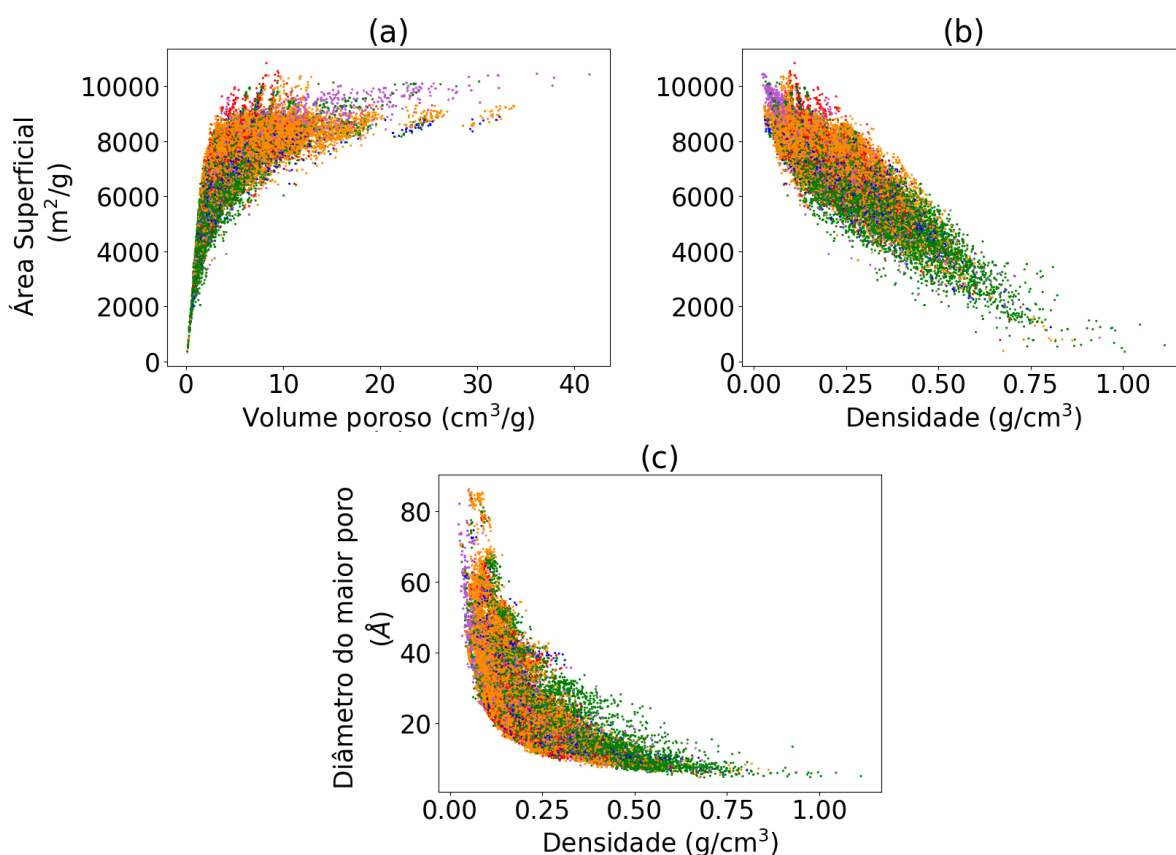 (a)
10000
8000
6000
4000
2000
0
Área Superficial
(m²/g)
0 10 20 30 40
Volume poroso (cm³/g)
(b)
10000
8000
6000
4000
2000
0
0.00 0.25 0.50 0.75 1.00
Densidade (g/cm³)
(c)
80
60
40
20
Diâmetro do maior poro
(Å)
0.00 0.25 0.50 0.75 1.00
Densidade (g/cm³)